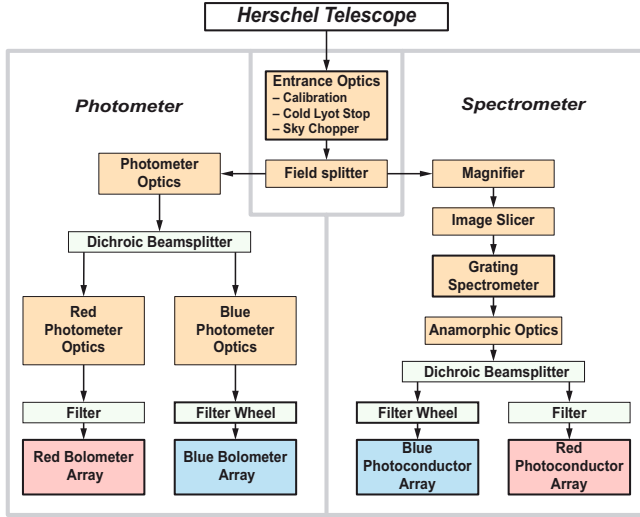 Herschel Telescope
Photometer
Entrance Optics
– Calibration
– Cold Lyot Stop
– Sky Chopper
Spectrometer
Photometer
Optics
Field splitter
Magnifier
Image Slicer
Dichroic Beamsplitter
Grating
Spectrometer
Red
Photometer
Optics
Blue
Photometer
Optics
Anamorphic Optics
Dichroic Beamsplitter
Filter
Filter Wheel
Filter Wheel
Filter
Red Bolometer
Array
Blue Bolometer
Array
Blue
Photoconductor
Array
Red
Photoconductor
Array